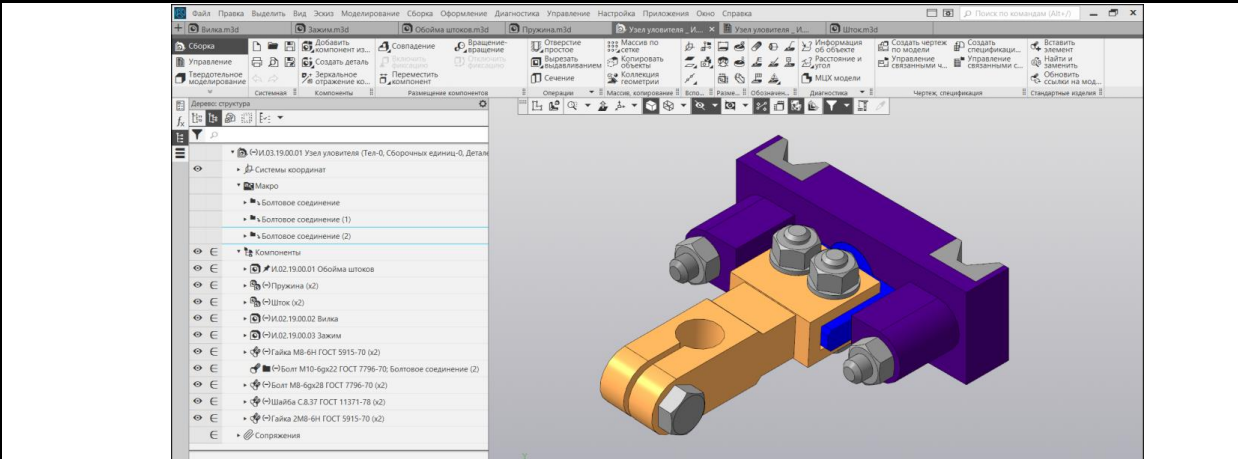 Файл Правка Выделить Вид Эскиз Моделирование Сборка Оформление Диагностика Управление Настройка Приложения Окно Справка
Поиск по командам (Alt+/)
Вилка.m3d Зажим.m3d Обойма штоков.m3d Пружина.m3d Узел уловителя _ И... Узел уловителя _ И... Шток.m3d
Сборка
Управление
Твердотельное моделирование
Добавить компонент из...
Создать деталь
Зеркальное отражение ко...
Совпадение
Включить фиксацию
Переместить компонент
Вращение-вращение
Отключить фиксацию
Отверстие простое
Вырезать выдавливанием
Сечение
Массив по сетке
Копировать объекты
Коллекция геометрии
Информация об объекте
Расстояние и угол
МЦХ модели
Создать чертеж по модели
Управление связанными ч...
Создать спецификаци...
Управление связанными с...
Вставить элемент
Найти и заменить
Обновить ссылки на мод...
Системная Компоненты Размещение компонентов Операции Массив, копирование Вспо... Разме... Обозначен... Диагностика Чертеж, спецификация Стандартные изделия
Дерево: структура
(-)И.03.19.00.01 Узел уловителя (Тел-0, Сборочных единиц-0, Детале
Системы координат
Макро
Болтовое соединение
Болтовое соединение (1)
Болтовое соединение (2)
Компоненты
И.02.19.00.01 Обойма штоков
(-)Пружина (x2)
(-)Шток (x2)
(-)И.02.19.00.02 Вилка
(-)И.02.19.00.03 Зажим
(-)Гайка М8-6Н ГОСТ 5915-70 (x2)
(-)Болт М10-6gx22 ГОСТ 7796-70; Болтовое соединение (2)
(-)Болт М8-6gx28 ГОСТ 7796-70 (x2)
(-)Шайба С.8.37 ГОСТ 11371-78 (x2)
(-)Гайка 2М8-6Н ГОСТ 5915-70 (x2)
Сопряжения